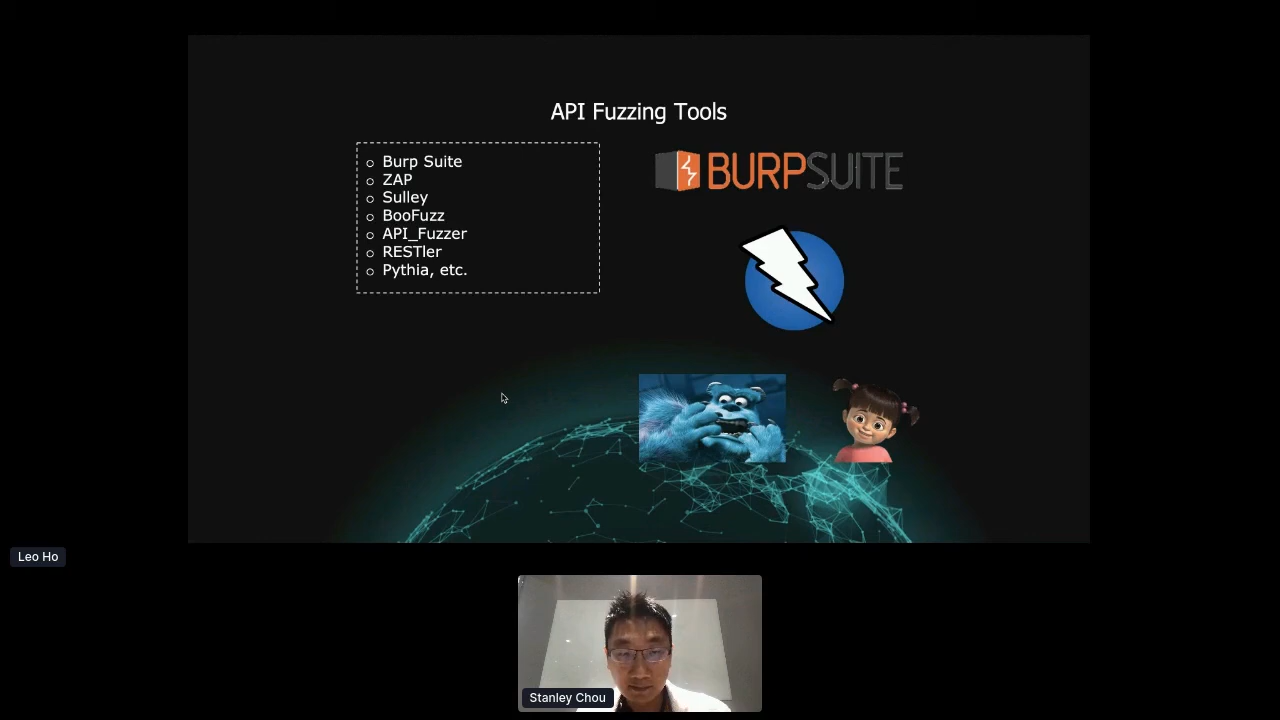 API Fuzzing Tools
Burp Suite
ZAP
Sulley
BooFuzz
API_Fuzzer
RESTler
Pythia, etc.
BURPSUITE
Leo Ho
Stanley Chou